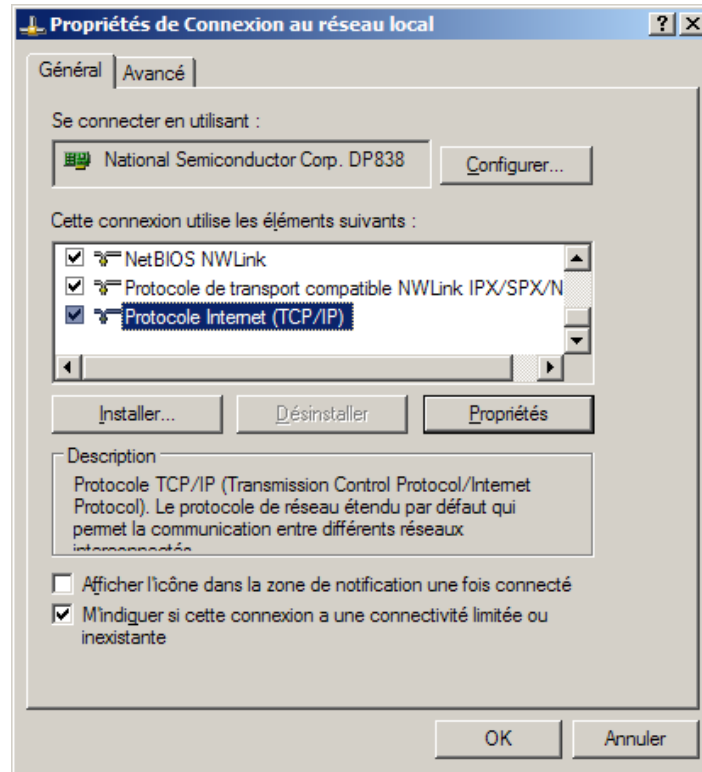 Propriétés de Connexion au réseau local
Général
Avancé
Se connecter en utilisant :
National Semiconductor Corp. DP838
Configurer...
Cette connexion utilise les éléments suivants :
NetBIOS NWLink
Protocole de transport compatible NWLink IPX/SPX/N
Protocole Internet (TCP/IP)
Installer...
Désinstaller
Propriétés
Description
Protocole TCP/IP (Transmission Control Protocol/Internet
Protocol). Le protocole de réseau étendu par défaut qui
permet la communication entre différents réseaux
interconnectés.
Afficher l'icône dans la zone de notification une fois connecté
M'indiquer si cette connexion a une connectivité limitée ou
inexistante
OK
Annuler